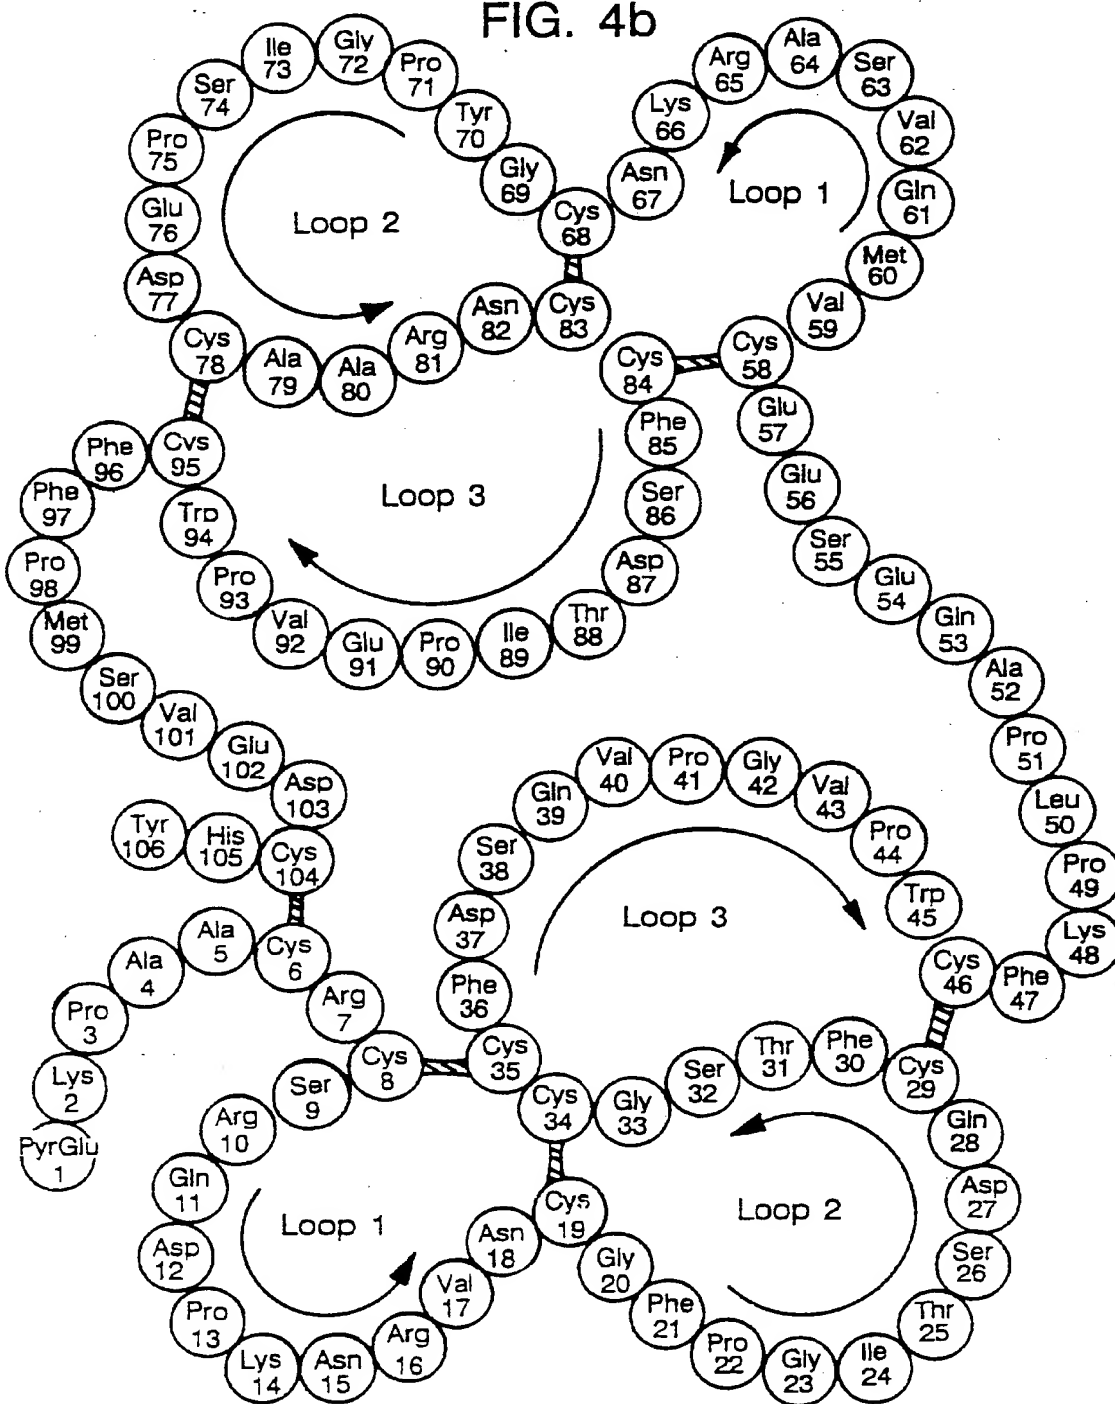 FIG. 4b
PyrGlu 1
Lys 2
Pro 3
Ala 4
Ala 5
Cys 6
Arg 7
Cys 8
Ser 9
Arg 10
Gln 11
Asp 12
Pro 13
Lys 14
Asn 15
Arg 16
Val 17
Asn 18
Cys 19
Gly 20
Phe 21
Pro 22
Gly 23
Ile 24
Thr 25
Ser 26
Asp 27
Gln 28
Cys 29
Phe 30
Thr 31
Ser 32
Gly 33
Cys 34
Cys 35
Phe 36
Asp 37
Ser 38
Gln 39
Val 40
Pro 41
Gly 42
Val 43
Pro 44
Trp 45
Cys 46
Phe 47
Lys 48
Pro 49
Leu 50
Pro 51
Ala 52
Gln 53
Glu 54
Ser 55
Glu 56
Glu 57
Cys 58
Val 59
Met 60
Gln 61
Val 62
Ser 63
Ala 64
Arg 65
Lys 66
Asn 67
Cys 68
Gly 69
Tyr 70
Pro 71
Gly 72
Ile 73
Ser 74
Pro 75
Glu 76
Asp 77
Cys 78
Ala 79
Ala 80
Arg 81
Asn 82
Cys 83
Cys 84
Phe 85
Ser 86
Asp 87
Thr 88
Ile 89
Pro 90
Glu 91
Val 92
Pro 93
Trp 94
Cys 95
Phe 96
Phe 97
Pro 98
Met 99
Ser 100
Val 101
Glu 102
Asp 103
Cys 104
His 105
Tyr 106
Loop 1
Loop 2
Loop 3
Loop 3
Loop 1
Loop 2